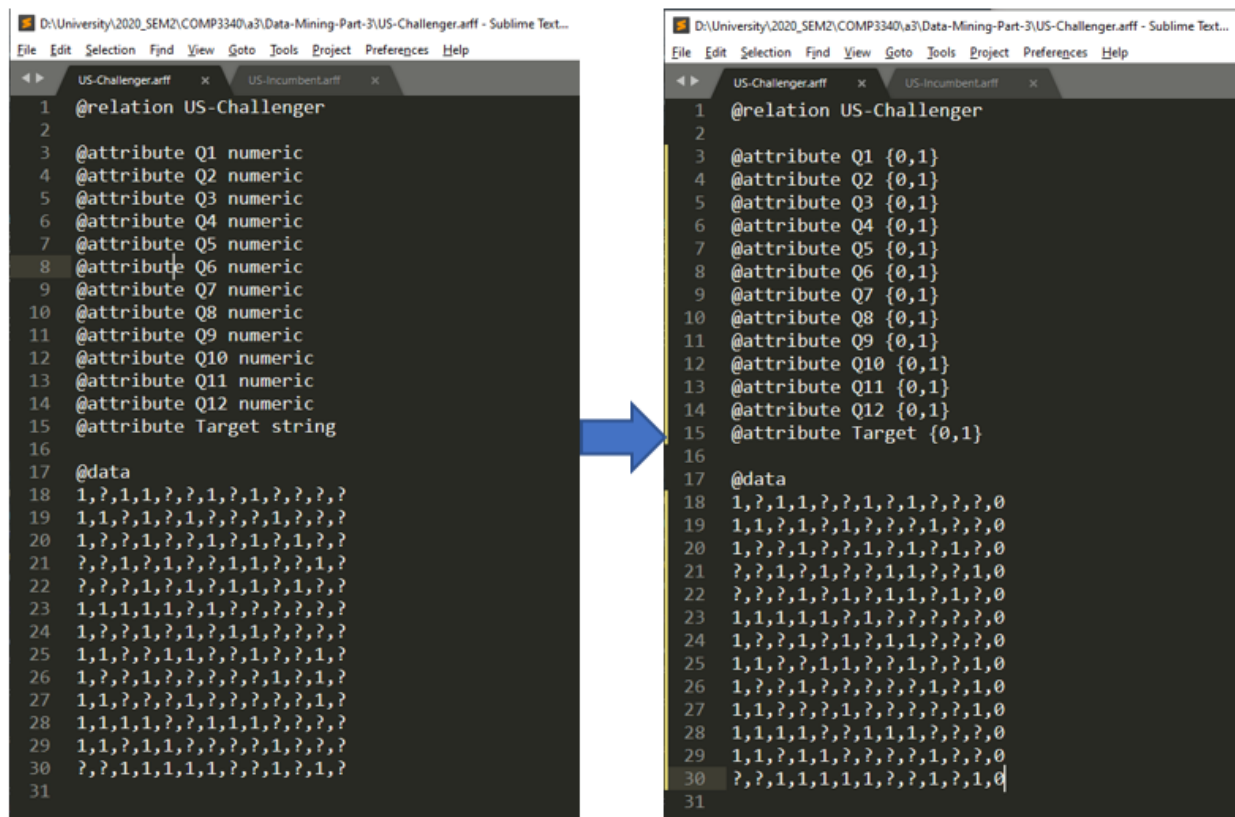 D:\University\2020_SEM2\COMP3340\a3\Data-Mining-Part-3\US-Challenger.arff - Sublime Text...
File Edit Selection Find View Goto Tools Project Preferences Help
US-Challenger.arff × US-Incumbent.arff ×
1 @relation US-Challenger
2
3 @attribute Q1 numeric
4 @attribute Q2 numeric
5 @attribute Q3 numeric
6 @attribute Q4 numeric
7 @attribute Q5 numeric
8 @attribute Q6 numeric
9 @attribute Q7 numeric
10 @attribute Q8 numeric
11 @attribute Q9 numeric
12 @attribute Q10 numeric
13 @attribute Q11 numeric
14 @attribute Q12 numeric
15 @attribute Target string
16
17 @data
18 1,?,1,1,?,?,1,?,1,?,?,?,?
19 1,1,?,1,?,1,?,?,?,1,?,?,?
20 1,?,?,1,?,?,1,?,1,?,1,?,?
21 ?,?,1,?,1,?,?,1,1,?,?,1,?
22 ?,?,?,1,?,1,?,1,1,?,1,?,?
23 1,1,1,1,1,?,1,?,?,?,?,?,?
24 1,?,?,1,?,1,?,1,1,?,?,?,?
25 1,1,?,?,1,1,?,?,1,?,?,1,?
26 1,?,?,1,?,?,?,?,?,1,?,1,?
27 1,1,?,?,?,1,?,?,?,?,?,1,?
28 1,1,1,1,?,?,1,1,1,?,?,?,?
29 1,1,?,1,1,?,?,?,?,1,?,?,?
30 ?,?,1,1,1,1,1,?,?,1,?,1,?
31
D:\University\2020_SEM2\COMP3340\a3\Data-Mining-Part-3\US-Challenger.arff - Sublime Text...
File Edit Selection Find View Goto Tools Project Preferences Help
US-Challenger.arff × US-Incumbent.arff ×
1 @relation US-Challenger
2
3 @attribute Q1 {0,1}
4 @attribute Q2 {0,1}
5 @attribute Q3 {0,1}
6 @attribute Q4 {0,1}
7 @attribute Q5 {0,1}
8 @attribute Q6 {0,1}
9 @attribute Q7 {0,1}
10 @attribute Q8 {0,1}
11 @attribute Q9 {0,1}
12 @attribute Q10 {0,1}
13 @attribute Q11 {0,1}
14 @attribute Q12 {0,1}
15 @attribute Target {0,1}
16
17 @data
18 1,?,1,1,?,?,1,?,1,?,?,?,0
19 1,1,?,1,?,1,?,?,?,1,?,?,0
20 1,?,?,1,?,?,1,?,1,?,1,?,0
21 ?,?,1,?,1,?,?,1,1,?,?,1,0
22 ?,?,?,1,?,1,?,1,1,?,1,?,0
23 1,1,1,1,1,?,1,?,?,?,?,?,0
24 1,?,?,1,?,1,?,1,1,?,?,?,0
25 1,1,?,?,1,1,?,?,1,?,?,1,0
26 1,?,?,1,?,?,?,?,?,1,?,1,0
27 1,1,?,?,?,1,?,?,?,?,?,1,0
28 1,1,1,1,?,?,1,1,1,?,?,?,0
29 1,1,?,1,1,?,?,?,?,1,?,?,0
30 ?,?,1,1,1,1,1,?,?,1,?,1,0
31